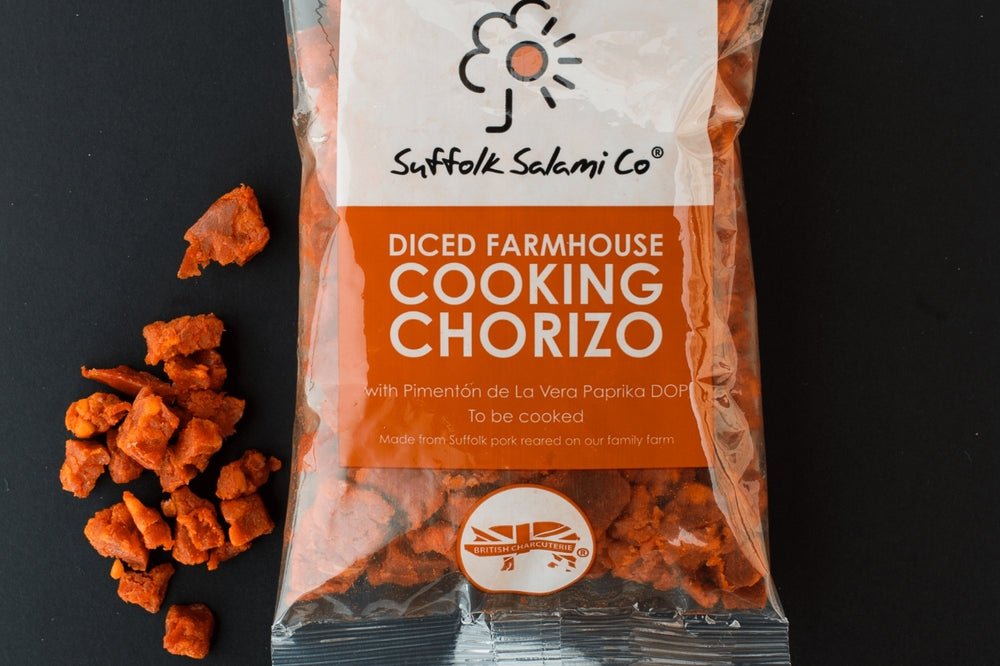 Suffolk Salami Co®
DICED FARMHOUSE
COOKING
CHORIZO
with Pimentón de La Vera Paprika DOP
To be cooked
Made from Suffolk pork reared on our family farm
BRITISH CHARCUTERIE ®